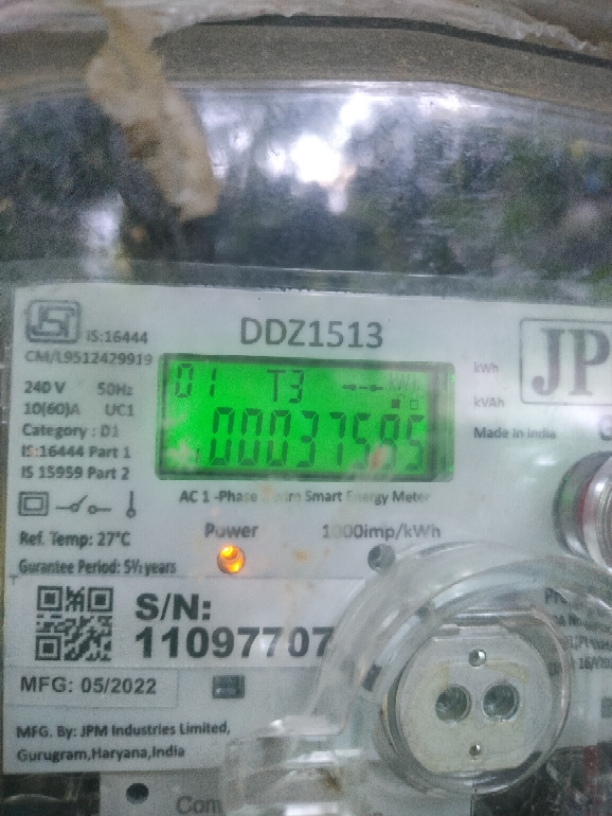 IS:16444
CM/L9512429919
DDZ1513
JP
240 V 50Hz
10(60)A UC1
Category : D1
IS:16444 Part 1
IS 15959 Part 2
01 T3
kWh
kVAh
Made in India
AC 1 -Phase wire Smart Energy Meter
Ref. Temp: 27°C
Power 1000imp/kWh
Gurantee Period: 5½ years
S/N:
11097707
MFG: 05/2022
MFG. By: JPM Industries Limited,
Gurugram,Haryana,India